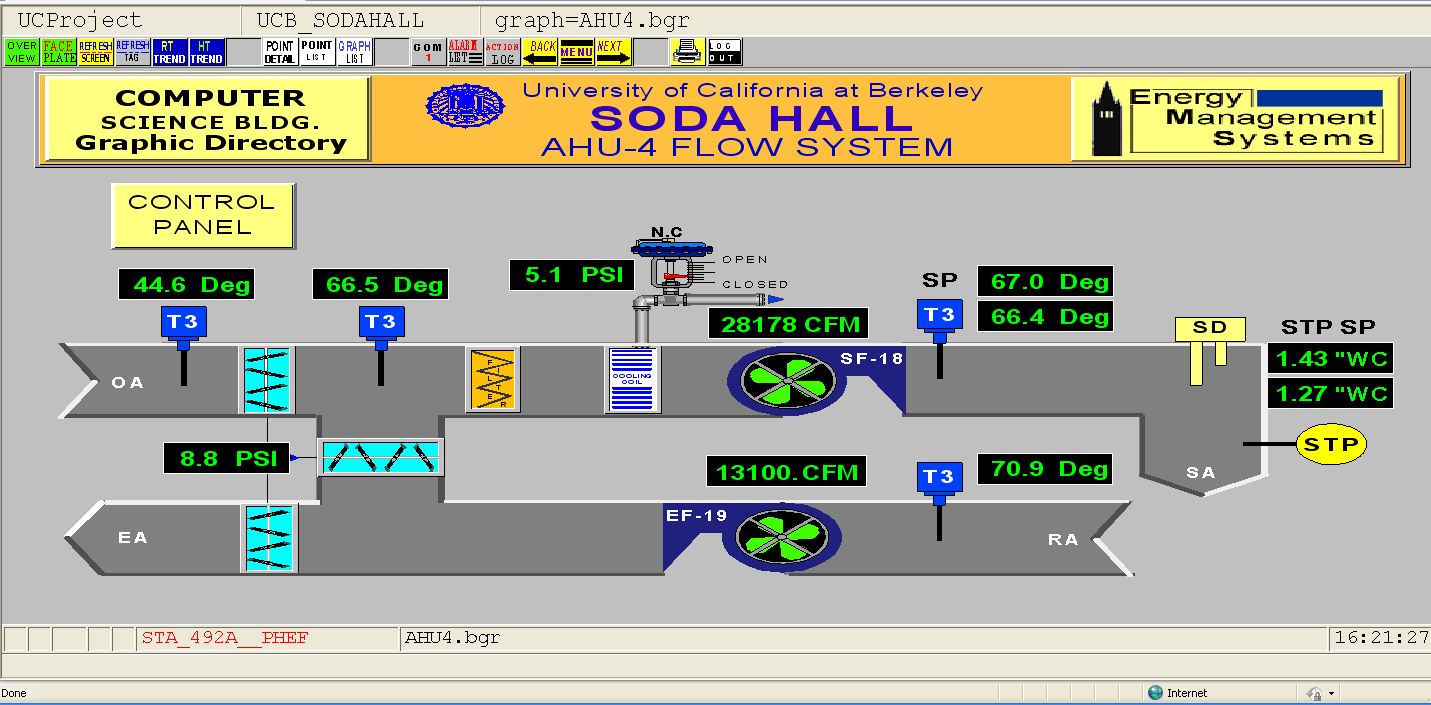 UCProject UCB_SODAHALL graph=AHU4.bgr
OVER VIEW
FACE PLATE
REFRESH SCREEN
REFRESH TAG
RT TREND
HT TREND
POINT DETAIL
POINT LIST
GRAPH LIST
COM 1
ALARM LIST
ACTION LOG
BACK
MENU
NEXT
LOG OUT
COMPUTER
SCIENCE BLDG.
Graphic Directory
University of California at Berkeley
SODA HALL
AHU-4 FLOW SYSTEM
Energy
Management
Systems
CONTROL
PANEL
N.C
OPEN
CLOSED
44.6 Deg
66.5 Deg
5.1 PSI
SP
67.0 Deg
66.4 Deg
T3
T3
T3
28178 CFM
SD
STP SP
1.43 "WC
1.27 "WC
OA
FILTER
COOLING
COIL
SF-18
8.8 PSI
STP
SA
13100.CFM
T3
70.9 Deg
EF-19
EA
RA
STA_492A__PHEF AHU4.bgr 16:21:27
Done Internet